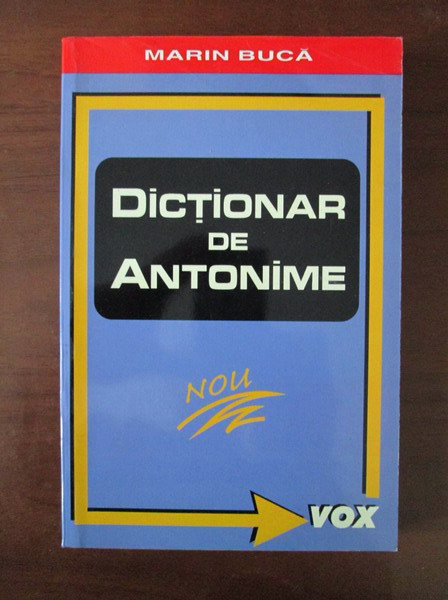 MARIN BUCĂ
DICȚIONAR
DE
ANTONIME
NOU
VOX